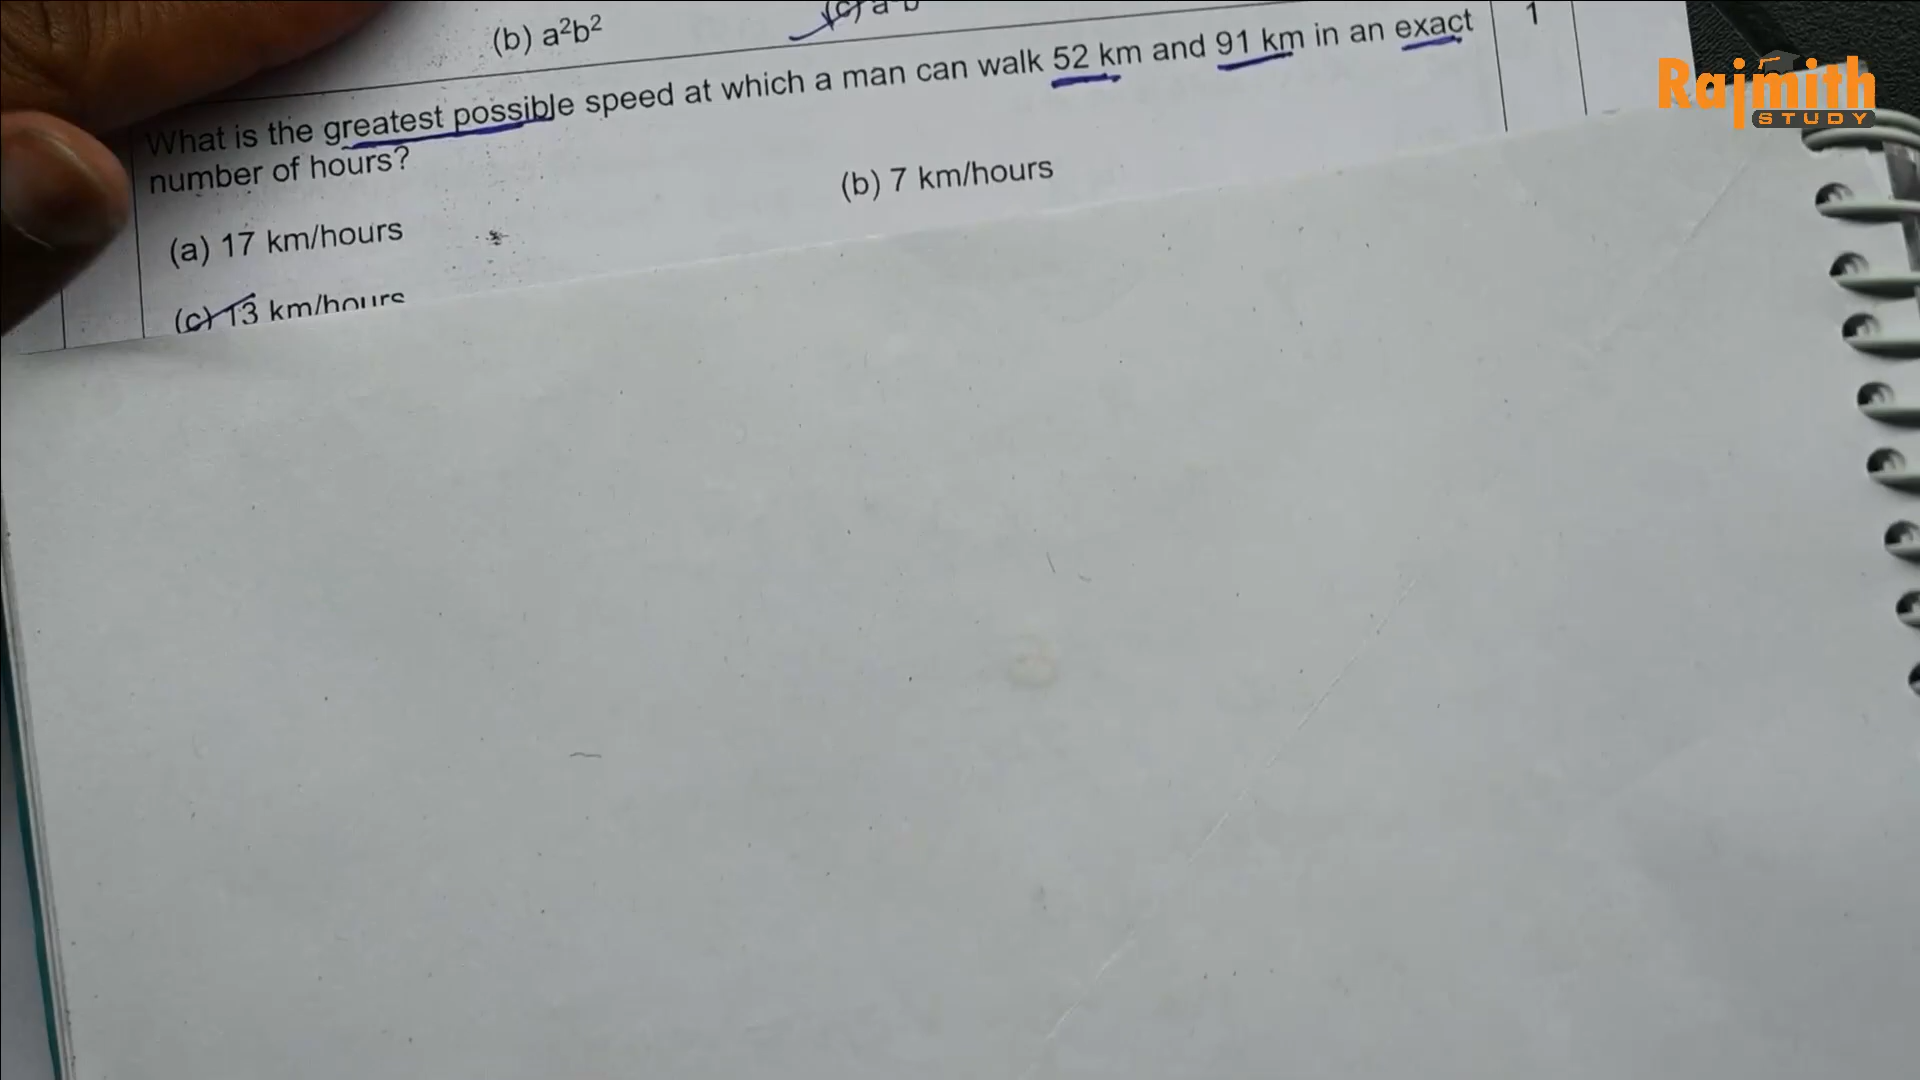 (b) a²b²
What is the greatest possible speed at which a man can walk 52 km and 91 km in an exact
1
number of hours?
(a) 17 km/hours
(b) 7 km/hours
(c) 13 km/hours
Rajmith
STUDY